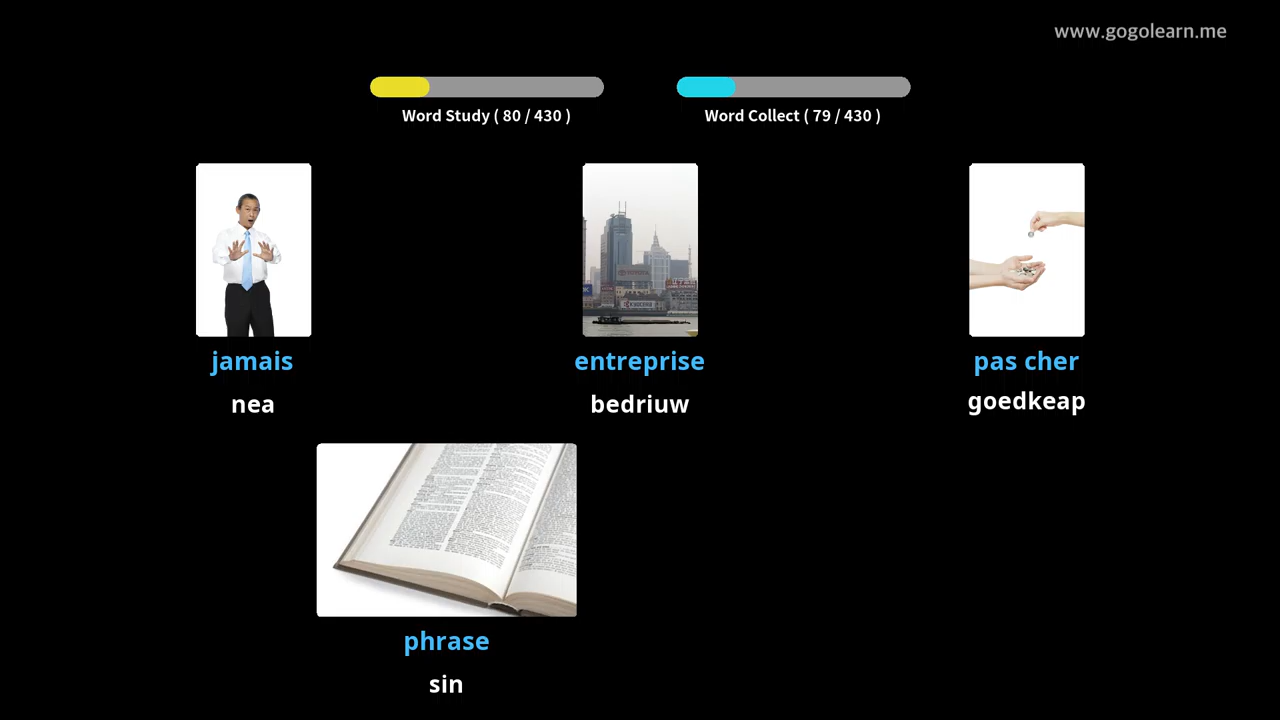 www.gogolearn.me
Word Study ( 80 / 430 )
Word Collect ( 79 / 430 )
TOYOTA
jamais
entreprise
pas cher
nea
bedriuw
goedkeap
phrase
sin